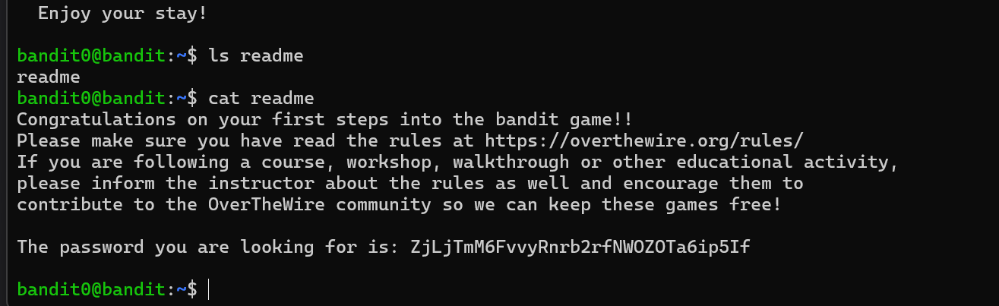 Enjoy your stay!
bandit0@bandit:~$ ls readme
readme
bandit0@bandit:~$ cat readme
Congratulations on your first steps into the bandit game!!
Please make sure you have read the rules at https://overthewire.org/rules/
If you are following a course, workshop, walkthrough or other educational activity,
please inform the instructor about the rules as well and encourage them to
contribute to the OverTheWire community so we can keep these games free!
The password you are looking for is: ZjLjTmM6FvvyRnrb2rfNWOZOTa6ip5If
bandit0@bandit:~$